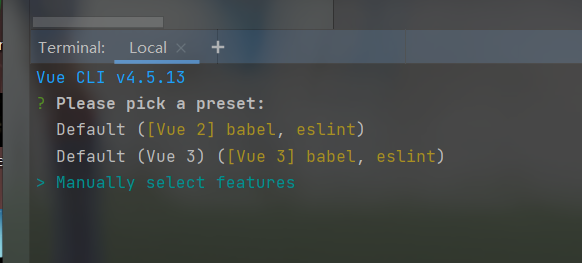 Terminal: Local × +
Vue CLI v4.5.13
? Please pick a preset:
Default ([Vue 2] babel, eslint)
Default (Vue 3) ([Vue 3] babel, eslint)
> Manually select features